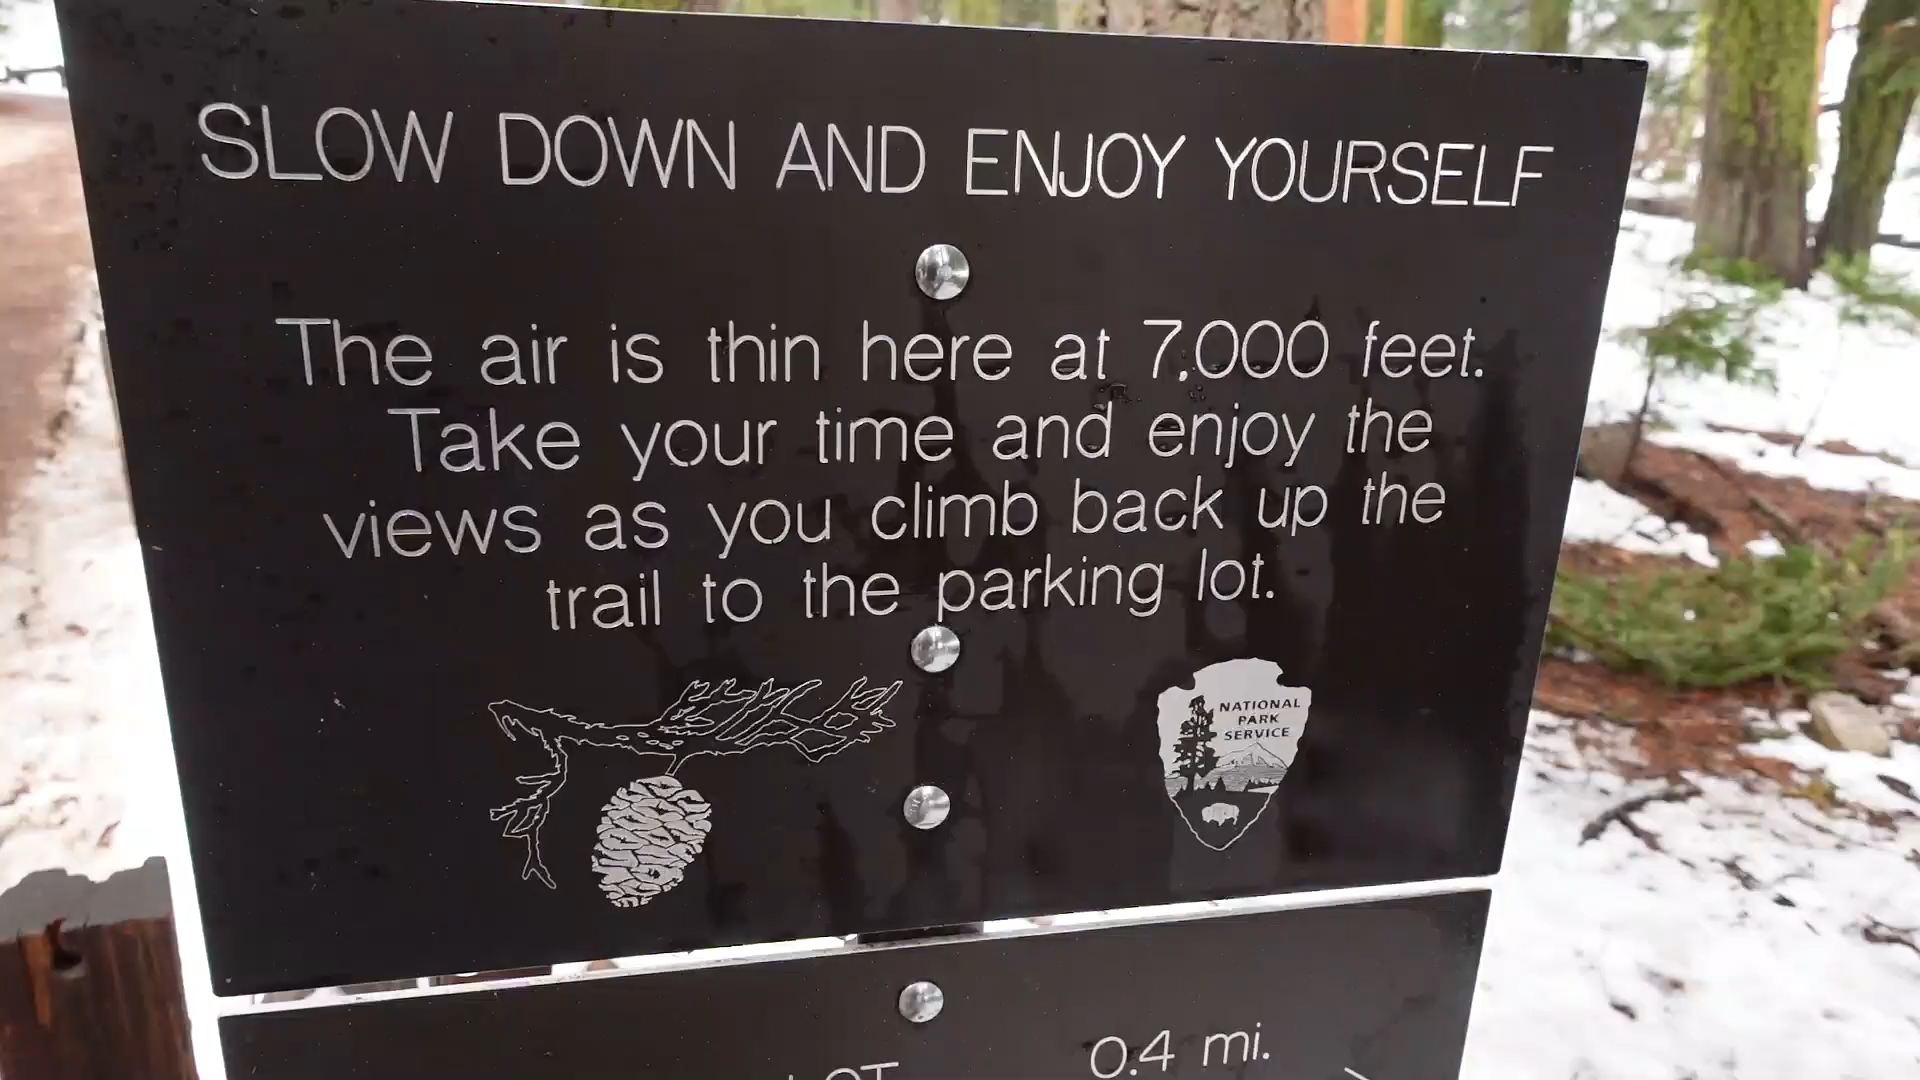 SLOW DOWN AND ENJOY YOURSELF
The air is thin here at 7,000 feet.
Take your time and enjoy the
views as you climb back up the
trail to the parking lot.
NATIONAL
PARK
SERVICE
0.4 mi.